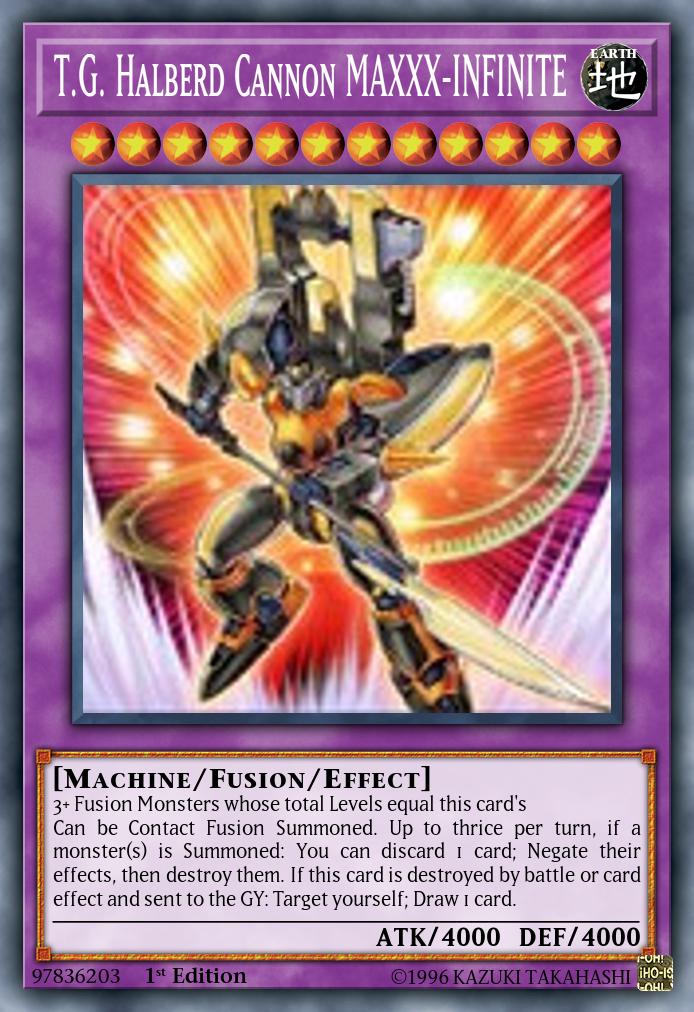 T.G. Halberd Cannon MAXXX-INFINITE
EARTH
地
[Machine/Fusion/Effect]
3+ Fusion Monsters whose total Levels equal this card's
Can be Contact Fusion Summoned. Up to thrice per turn, if a
monster(s) is Summoned: You can discard 1 card; Negate their
effects, then destroy them. If this card is destroyed by battle or card
effect and sent to the GY: Target yourself; Draw 1 card.
ATK/4000 DEF/4000
97836203 1st Edition ©1996 KAZUKI TAKAHASHI